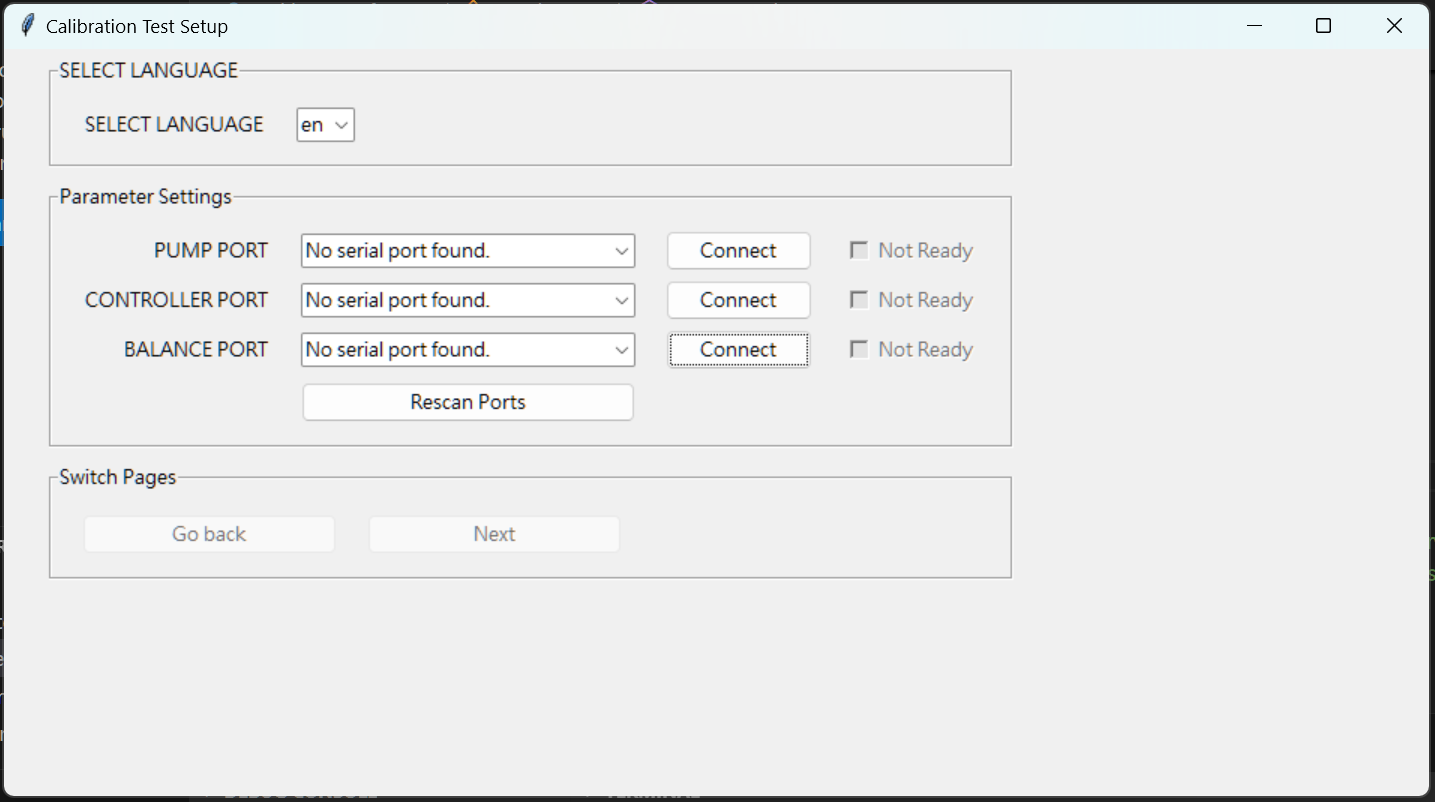 Calibration Test Setup
SELECT LANGUAGE
SELECT LANGUAGE en
Parameter Settings
PUMP PORT No serial port found. Connect Not Ready
CONTROLLER PORT No serial port found. Connect Not Ready
BALANCE PORT No serial port found. Connect Not Ready
Rescan Ports
Switch Pages
Go back Next